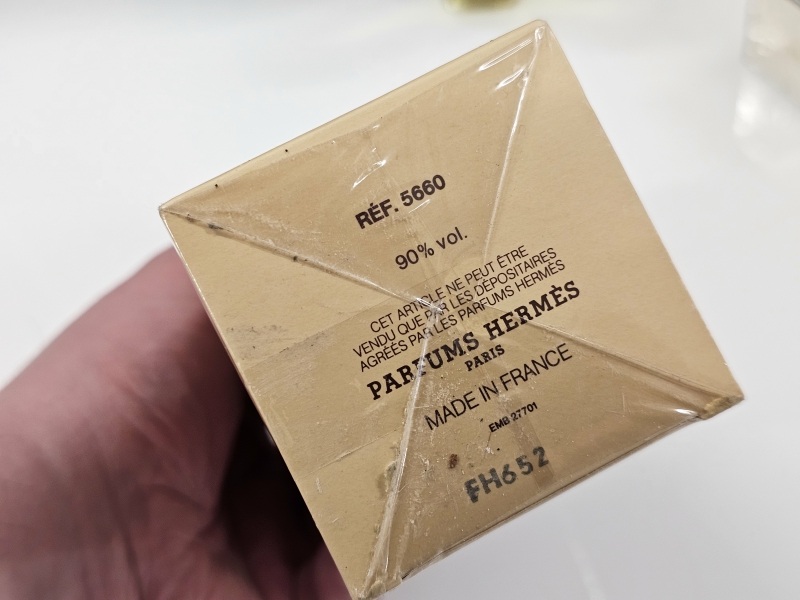 RÉF. 5660
90% vol.
CET ARTICLE NE PEUT ÊTRE
VENDU QUE PAR LES DÉPOSITAIRES
AGRÉÉS PAR LES PARFUMS HERMÈS
PARFUMS HERMÈS
PARIS
MADE IN FRANCE
EMB 27701
FH652